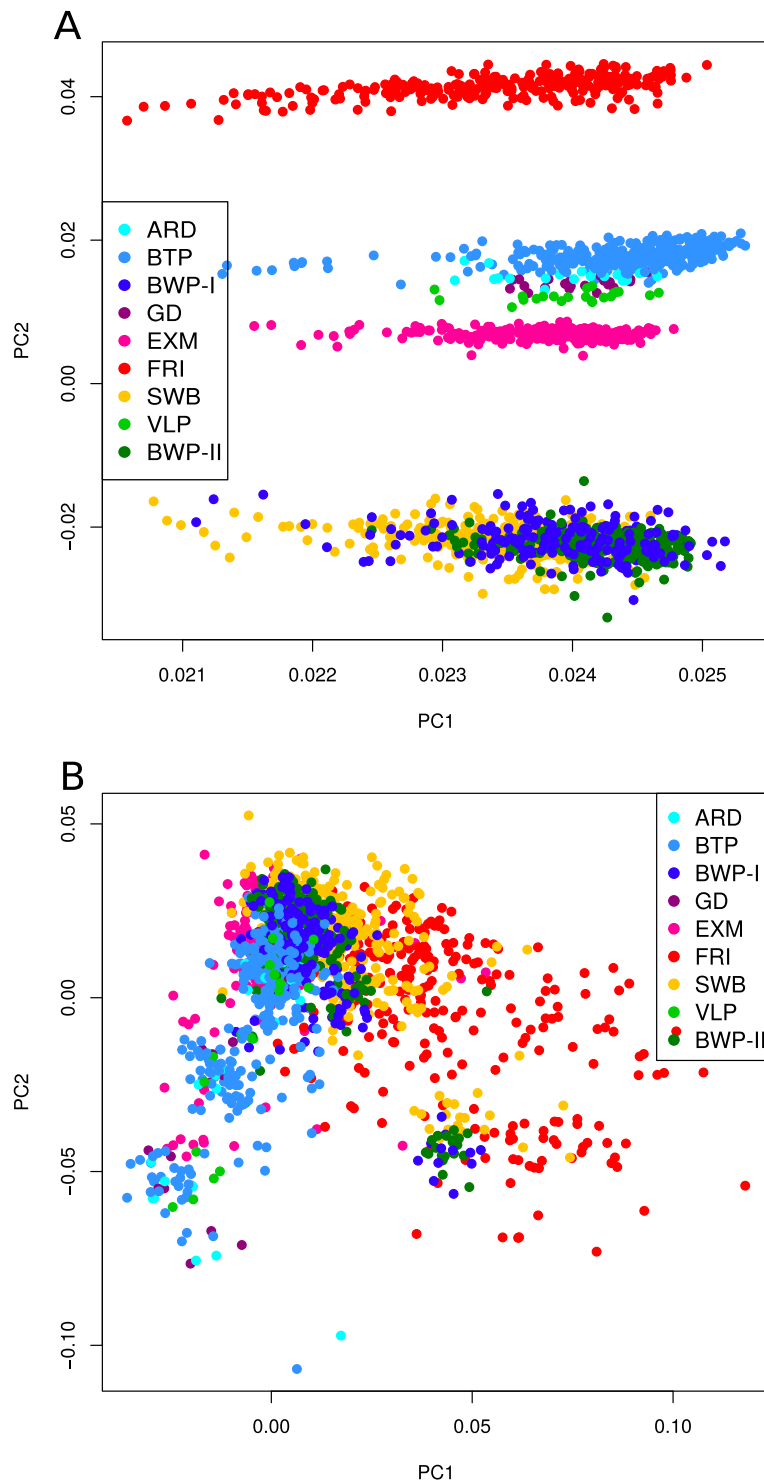 A
PC2
0.04
0.02
0.00
−0.02
ARD
BTP
BWP-I
GD
EXM
FRI
SWB
VLP
BWP-II
0.021
0.022
0.023
0.024
0.025
PC1
B
PC2
0.05
0.00
−0.05
−0.10
ARD
BTP
BWP-I
GD
EXM
FRI
SWB
VLP
BWP-II
0.00
0.05
0.10
PC1